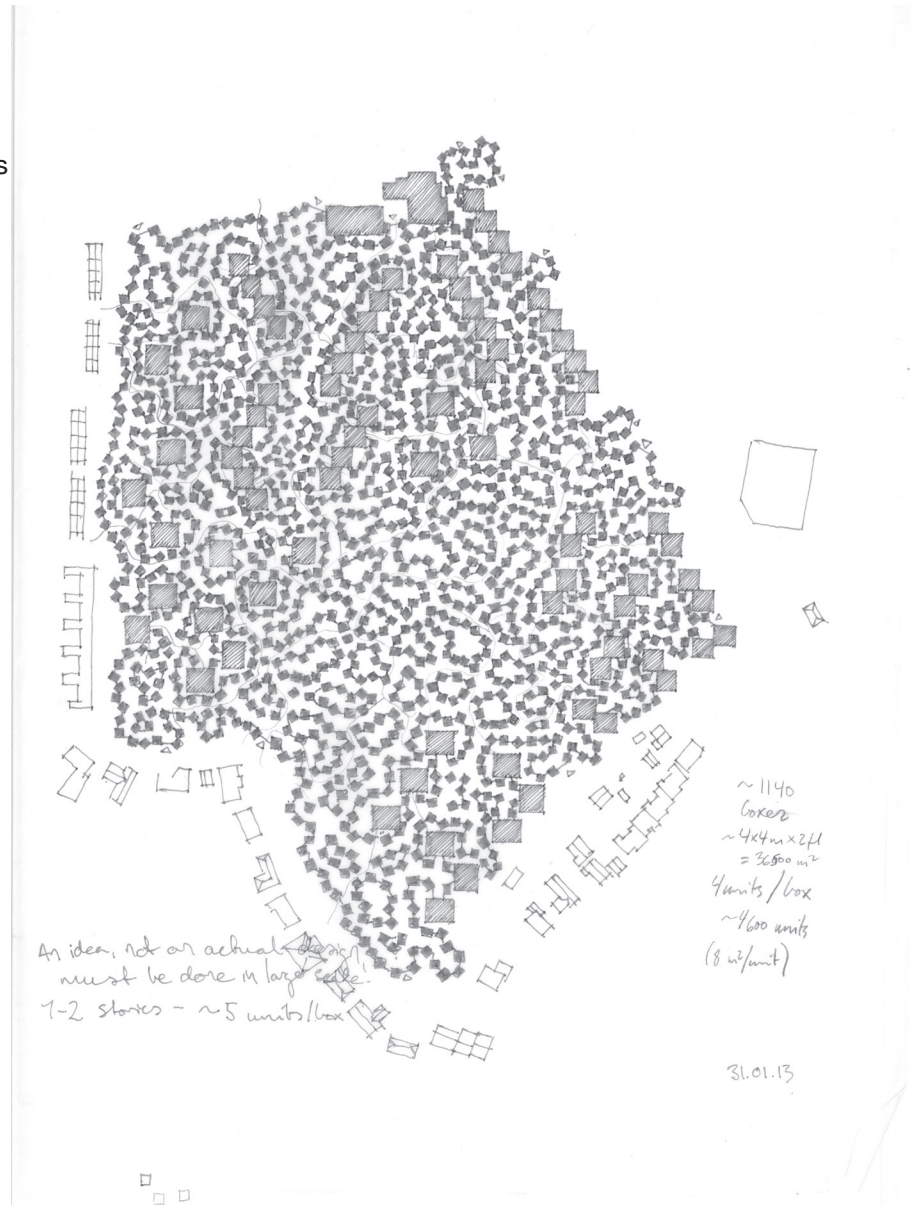 s
An idea, not an actual design,
must be done in large scale!
1-2 stories - ~5 units/box
~1140
boxes
~4x4m x 2fl
= 36500 m²
4 units / box
~4600 units
(8 m²/unit)
31.01.13